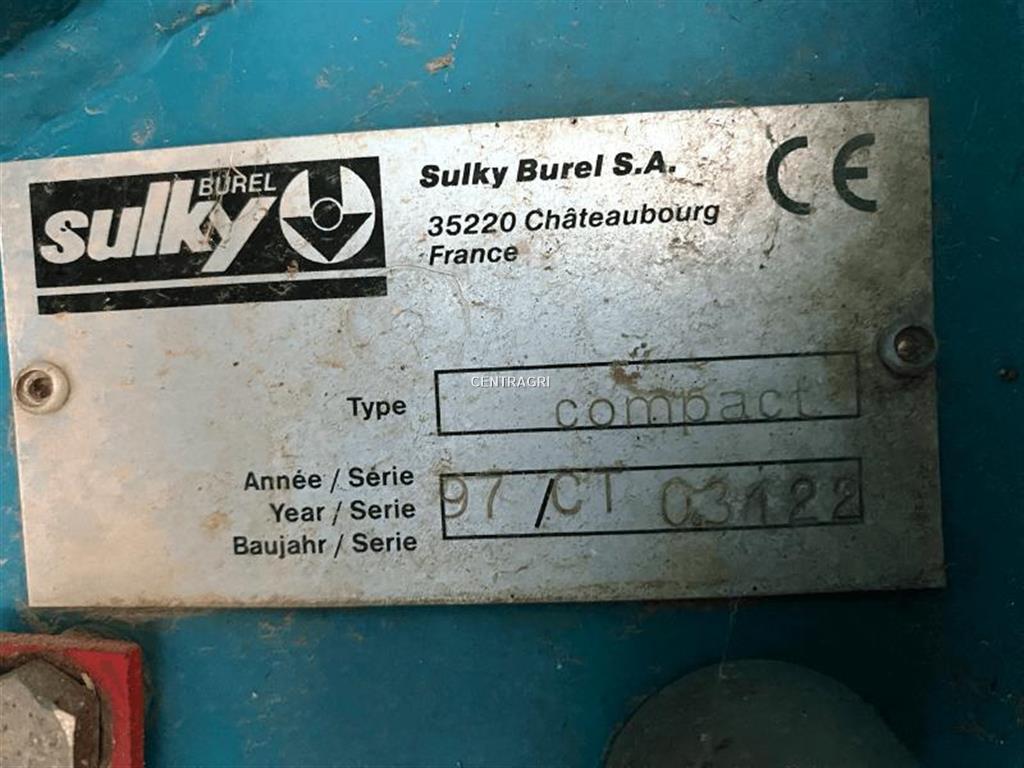 BUREL
sulky
Sulky Burel S.A.
35220 Châteaubourg
France
CE
CENTRAGRI
Type compact
Année / Série
Year / Serie 97 / CT 03122
Baujahr / Serie